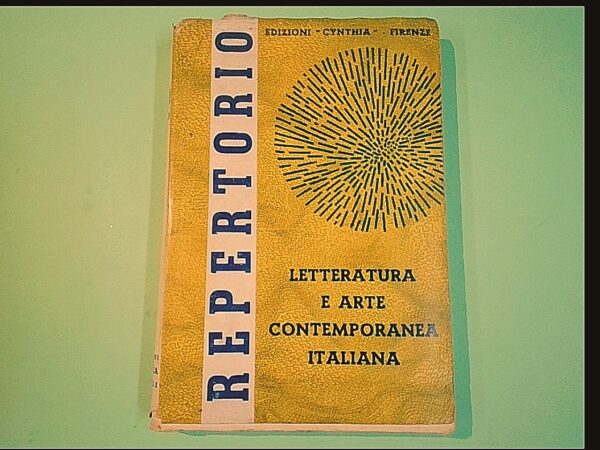 EDIZIONI "CYNTHIA" - FIRENZE
REPERTORIO
LETTERATURA
E ARTE
CONTEMPORANEA
ITALIANA